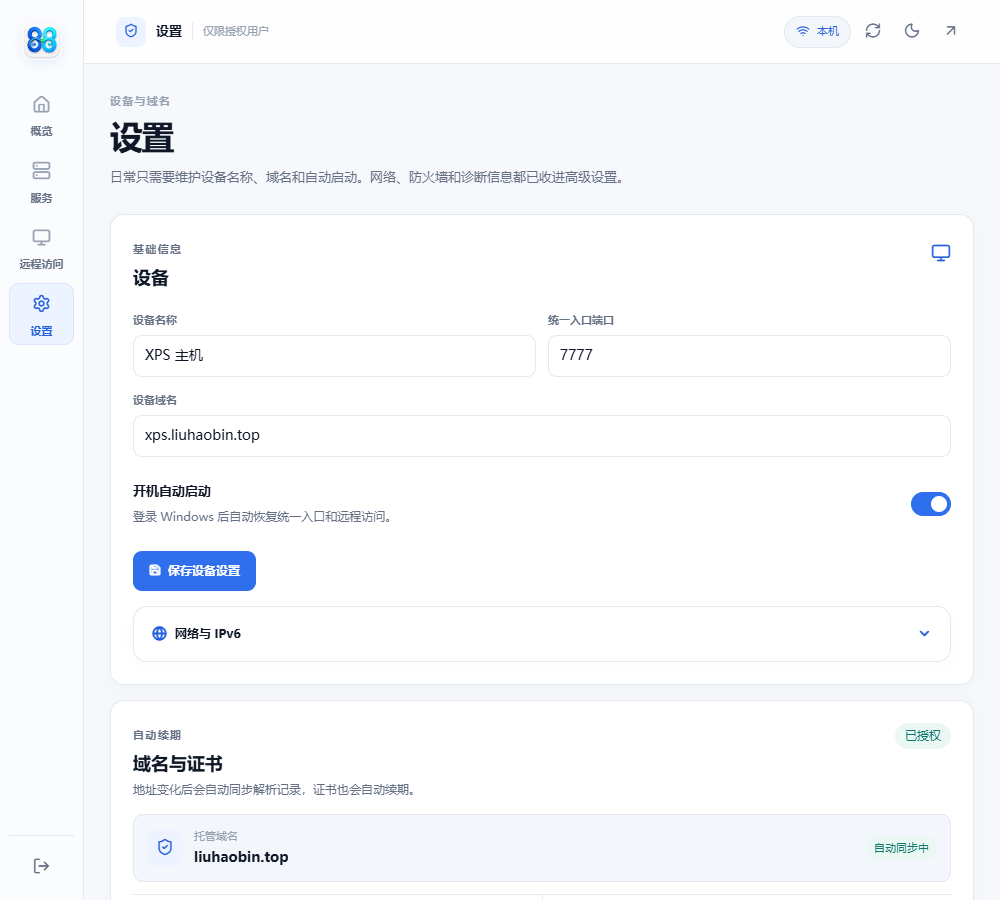 设置
仅限授权用户
本机
概览
服务
远程访问
设置
设备与域名
设置
日常只需要维护设备名称、域名和自动启动。网络、防火墙和诊断信息都已收进高级设置。
基础信息
设备
设备名称
统一入口端口
XPS 主机
7777
设备域名
xps.liuhaobin.top
开机自动启动
登录 Windows 后自动恢复统一入口和远程访问。
保存设备设置
网络与 IPv6
自动续期
已授权
域名与证书
地址变化后会自动同步解析记录，证书也会自动续期。
托管域名
liuhaobin.top
自动同步中